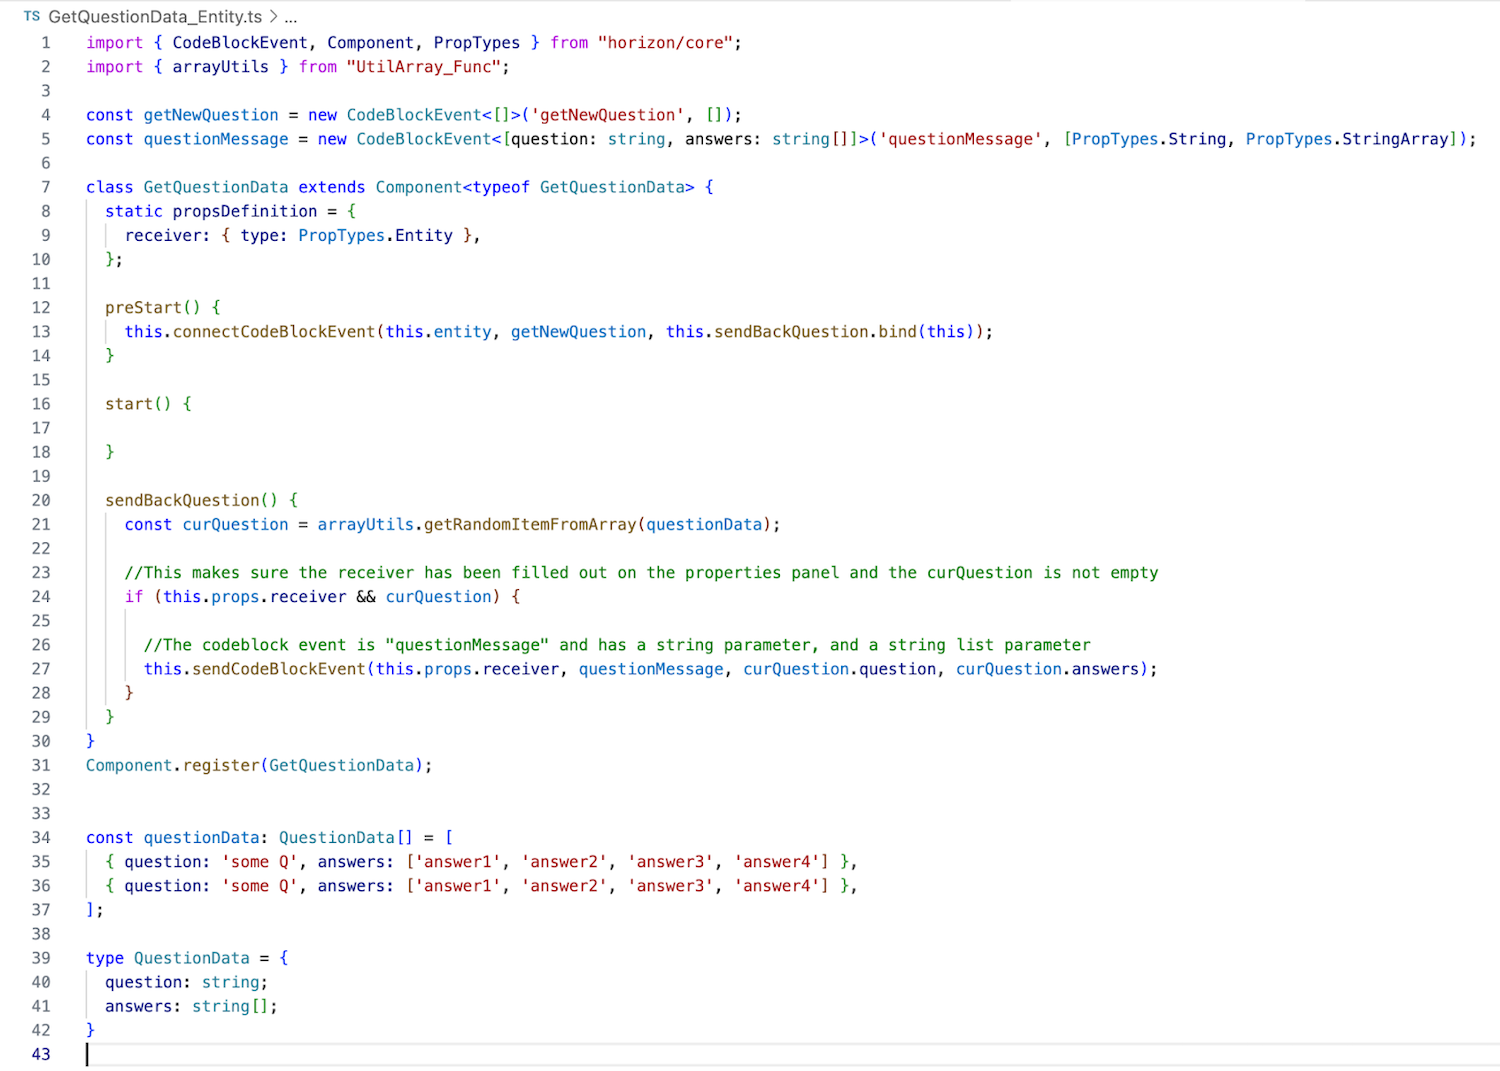 TS GetQuestionData_Entity.ts > ...
1 import { CodeBlockEvent, Component, PropTypes } from "horizon/core";
2 import { arrayUtils } from "UtilArray_Func";
3
4 const getNewQuestion = new CodeBlockEvent<[]>('getNewQuestion', []);
5 const questionMessage = new CodeBlockEvent<[question: string, answers: string[]]>('questionMessage', [PropTypes.String, PropTypes.StringArray]);
6
7 class GetQuestionData extends Component<typeof GetQuestionData> {
8   static propsDefinition = {
9     receiver: { type: PropTypes.Entity },
10   };
11
12   preStart() {
13     this.connectCodeBlockEvent(this.entity, getNewQuestion, this.sendBackQuestion.bind(this));
14   }
15
16   start() {
17
18   }
19
20   sendBackQuestion() {
21     const curQuestion = arrayUtils.getRandomItemFromArray(questionData);
22
23     //This makes sure the receiver has been filled out on the properties panel and the curQuestion is not empty
24     if (this.props.receiver && curQuestion) {
25
26       //The codeblock event is "questionMessage" and has a string parameter, and a string list parameter
27       this.sendCodeBlockEvent(this.props.receiver, questionMessage, curQuestion.question, curQuestion.answers);
28     }
29   }
30 }
31 Component.register(GetQuestionData);
32
33
34 const questionData: QuestionData[] = [
35   { question: 'some Q', answers: ['answer1', 'answer2', 'answer3', 'answer4'] },
36   { question: 'some Q', answers: ['answer1', 'answer2', 'answer3', 'answer4'] },
37 ];
38
39 type QuestionData = {
40   question: string;
41   answers: string[];
42 }
43